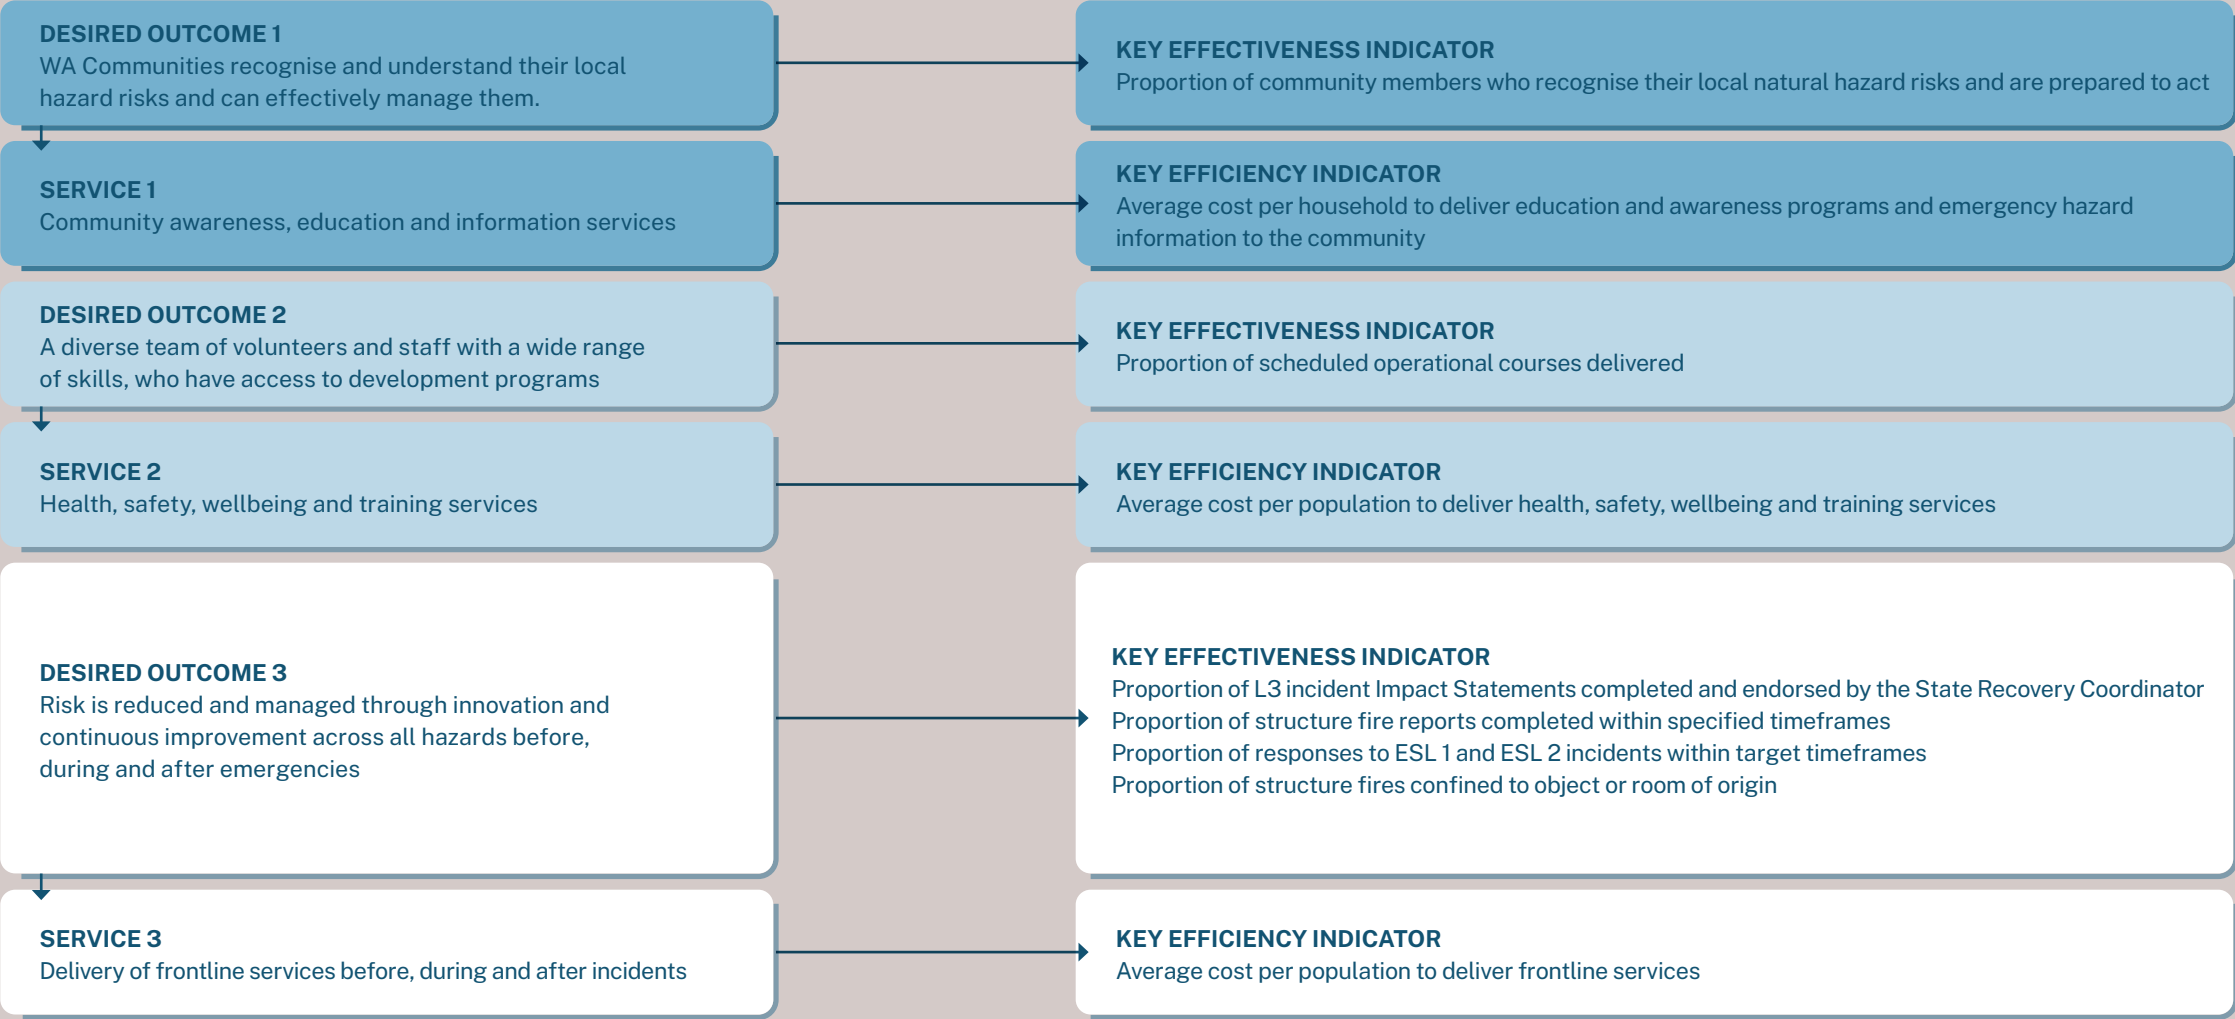 DESIRED OUTCOME 1
WA Communities recognise and understand their local
hazard risks and can effectively manage them.
KEY EFFECTIVENESS INDICATOR
Proportion of community members who recognise their local natural hazard risks and are prepared to act
SERVICE 1
Community awareness, education and information services
KEY EFFICIENCY INDICATOR
Average cost per household to deliver education and awareness programs and emergency hazard
information to the community
DESIRED OUTCOME 2
A diverse team of volunteers and staff with a wide range
of skills, who have access to development programs
KEY EFFECTIVENESS INDICATOR
Proportion of scheduled operational courses delivered
SERVICE 2
Health, safety, wellbeing and training services
KEY EFFICIENCY INDICATOR
Average cost per population to deliver health, safety, wellbeing and training services
DESIRED OUTCOME 3
Risk is reduced and managed through innovation and
continuous improvement across all hazards before,
during and after emergencies
KEY EFFECTIVENESS INDICATOR
Proportion of L3 incident Impact Statements completed and endorsed by the State Recovery Coordinator
Proportion of structure fire reports completed within specified timeframes
Proportion of responses to ESL 1 and ESL 2 incidents within target timeframes
Proportion of structure fires confined to object or room of origin
SERVICE 3
Delivery of frontline services before, during and after incidents
KEY EFFICIENCY INDICATOR
Average cost per population to deliver frontline services